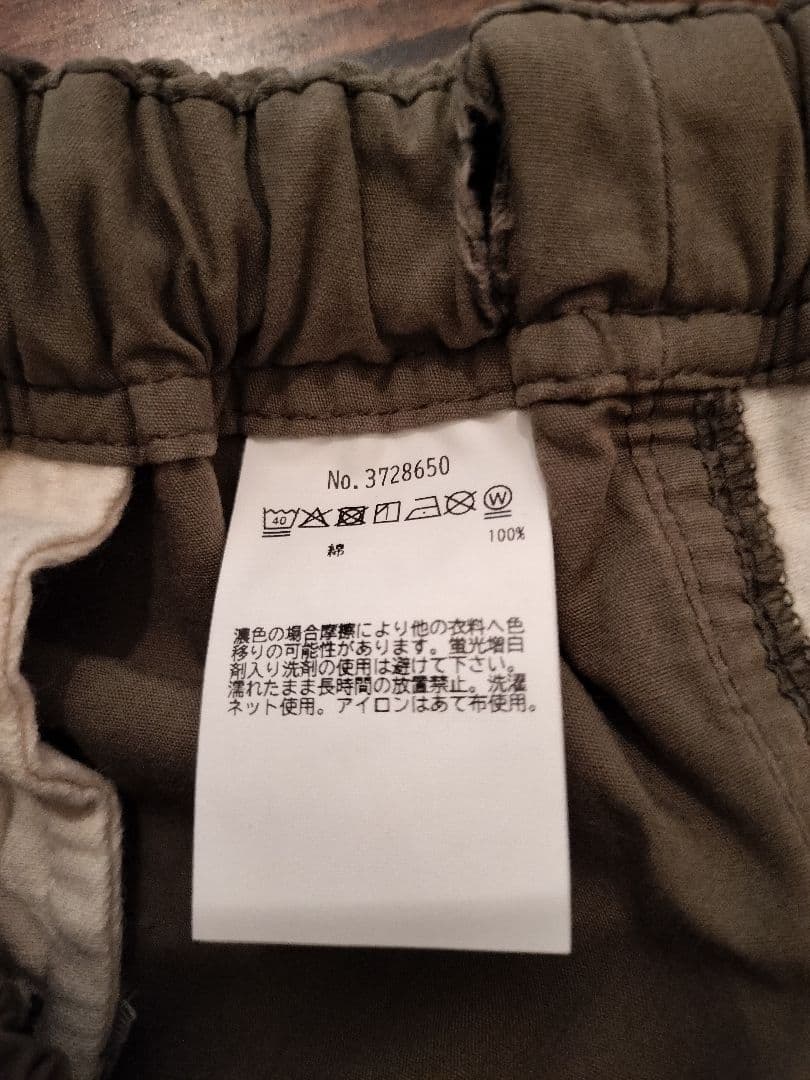 No. 3728650
40 W
綿 100%
濃色の場合摩擦により他の衣料へ色
移りの可能性があります。蛍光増白
剤入り洗剤の使用は避けて下さい。
濡れたまま長時間の放置禁止。洗濯
ネット使用。アイロンはあて布使用。